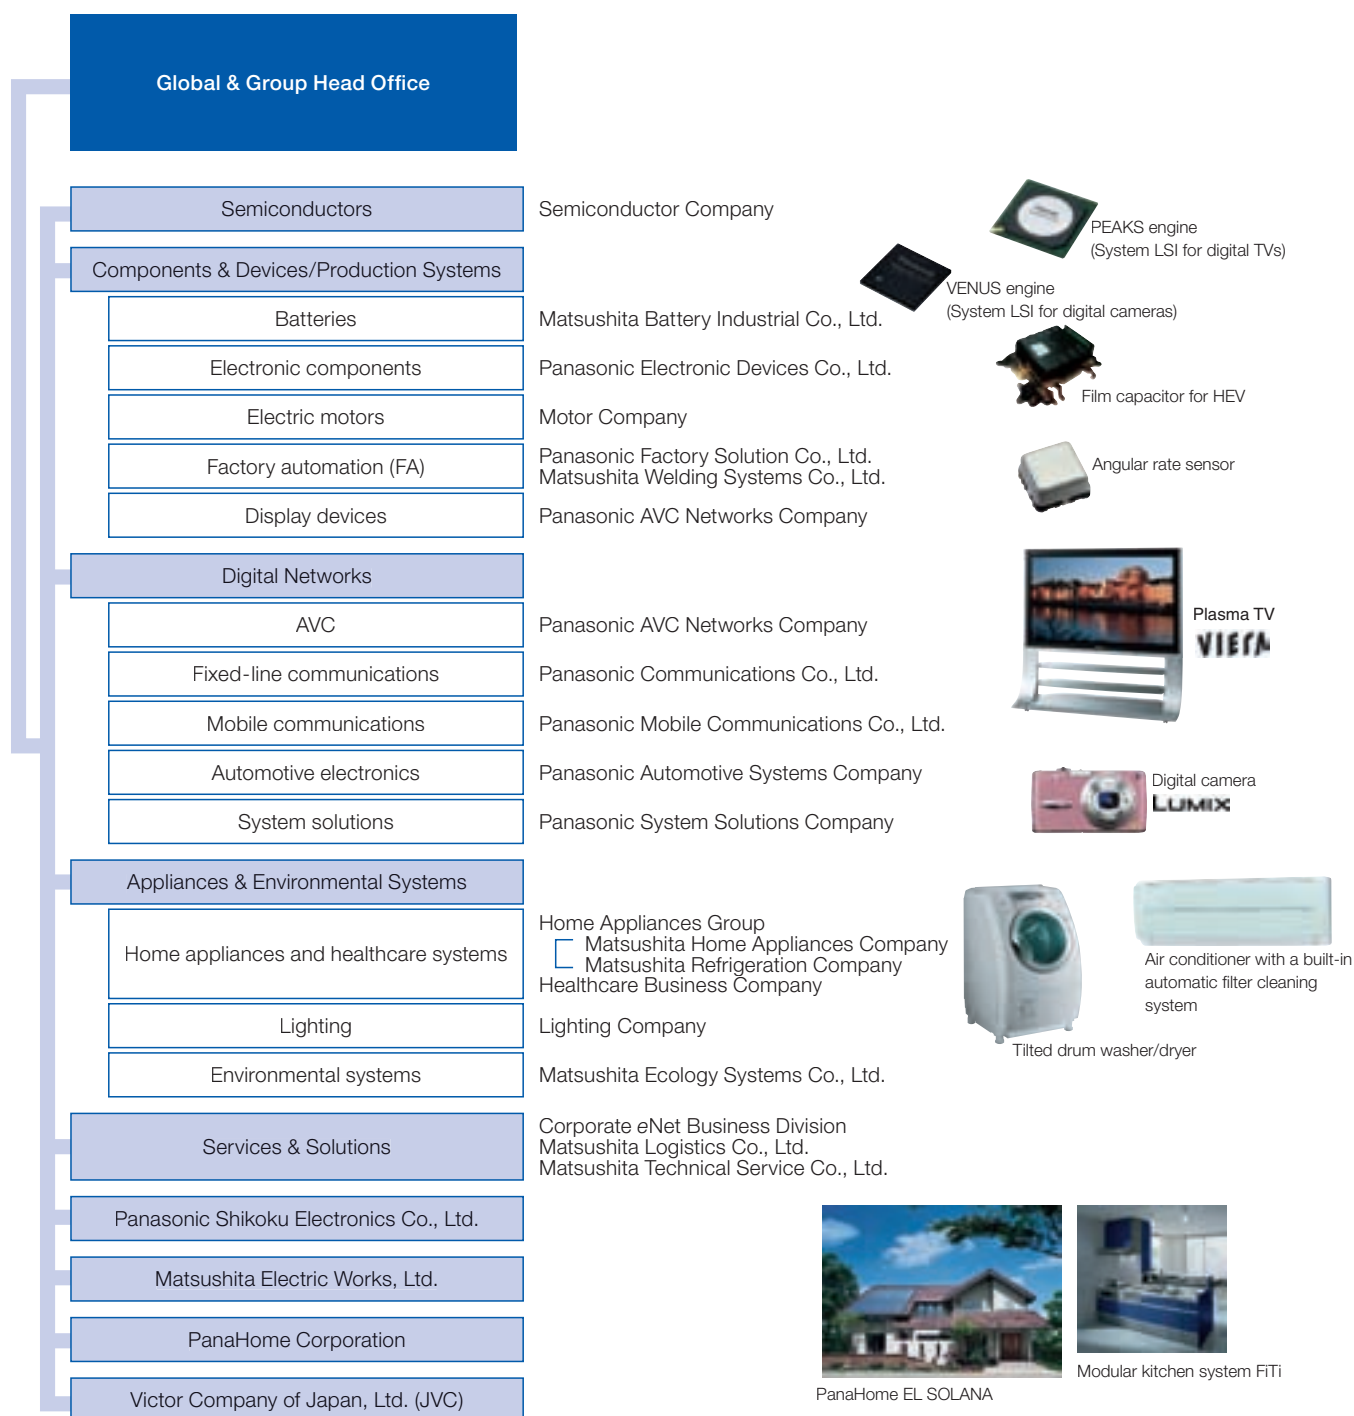 Global & Group Head Office
Semiconductors
Semiconductor Company
PEAKS engine
(System LSI for digital TVs)
Components & Devices/Production Systems
VENUS engine
(System LSI for digital cameras)
Batteries
Matsushita Battery Industrial Co., Ltd.
Electronic components
Panasonic Electronic Devices Co., Ltd.
Film capacitor for HEV
Electric motors
Motor Company
Factory automation (FA)
Panasonic Factory Solution Co., Ltd.
Matsushita Welding Systems Co., Ltd.
Angular rate sensor
Display devices
Panasonic AVC Networks Company
Digital Networks
AVC
Panasonic AVC Networks Company
Plasma TV
VIERA
Fixed-line communications
Panasonic Communications Co., Ltd.
Mobile communications
Panasonic Mobile Communications Co., Ltd.
Automotive electronics
Panasonic Automotive Systems Company
Digital camera
LUMIX
System solutions
Panasonic System Solutions Company
Appliances & Environmental Systems
Home appliances and healthcare systems
Home Appliances Group
Matsushita Home Appliances Company
Matsushita Refrigeration Company
Healthcare Business Company
Air conditioner with a built-in
automatic filter cleaning
system
Tilted drum washer/dryer
Lighting
Lighting Company
Environmental systems
Matsushita Ecology Systems Co., Ltd.
Services & Solutions
Corporate eNet Business Division
Matsushita Logistics Co., Ltd.
Matsushita Technical Service Co., Ltd.
Panasonic Shikoku Electronics Co., Ltd.
Matsushita Electric Works, Ltd.
PanaHome Corporation
Victor Company of Japan, Ltd. (JVC)
PanaHome EL SOLANA
Modular kitchen system FiTi